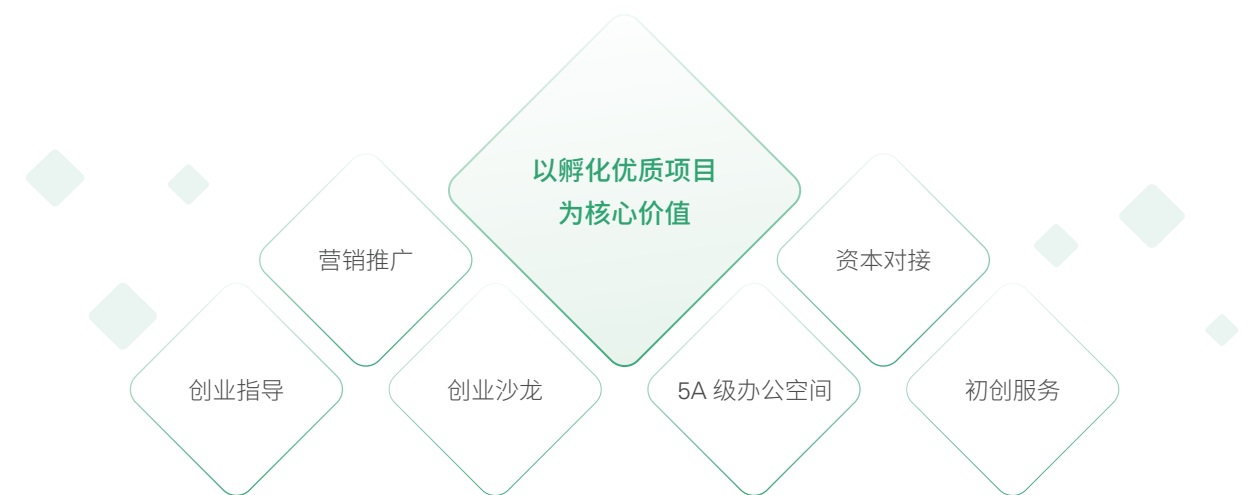 以孵化优质项目
为核心价值
营销推广
资本对接
创业指导
创业沙龙
5A 级办公空间
初创服务